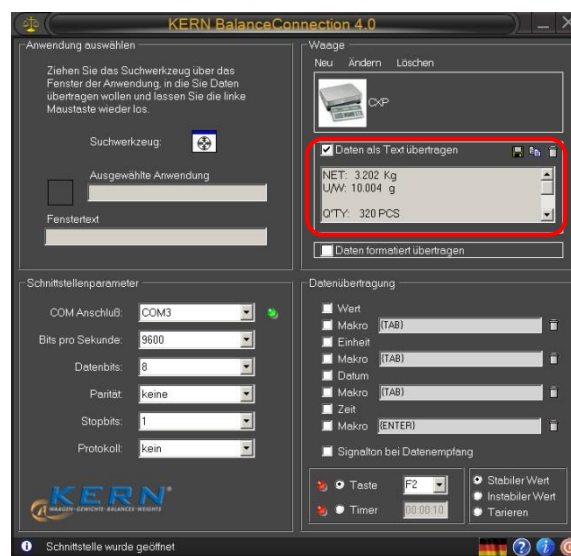 KERN BalanceConnection 4.0
Anwendung auswählen
Ziehen Sie das Suchwerkzeug über das
Fenster der Anwendung, in die Sie Daten
übertragen wollen und lassen Sie die linke
Maustaste wieder los.
Suchwerkzeug:
Ausgewählte Anwendung
Fenstertext
Waage
Neu Ändern Löschen
CXP
Daten als Text übertragen
NET: 3.202 Kg
U/W: 10.004 g
Q'TY: 320 PCS
Daten formatiert übertragen
Schnittstellenparameter
COM Anschluß: COM3
Bits pro Sekunde: 9600
Datenbits: 8
Parität: keine
Stopbits: 1
Protokoll: kein
KERN
WAAGEN·GEWICHTE·BALANCES·WEIGHTS
Datenübertragung
Wert
Makro {TAB}
Einheit
Makro {TAB}
Datum
Makro {TAB}
Zeit
Makro {ENTER}
Signalton bei Datenempfang
Taste F2
Timer 00:00:10
Stabiler Wert
Instabiler Wert
Tarieren
Schnittstelle wurde geöffnet